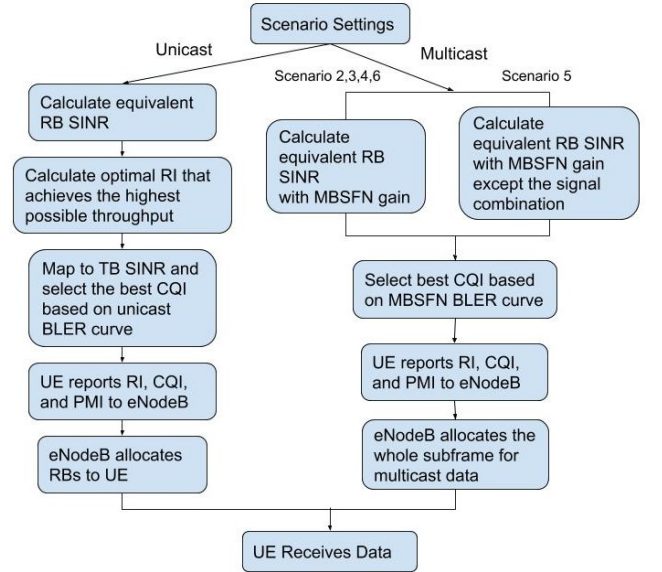 Scenario Settings
Unicast
Multicast
Scenario 2,3,4,6
Scenario 5
Calculate equivalent
RB SINR
Calculate
equivalent RB
SINR
with MBSFN gain
Calculate
equivalent RB SINR
with MBSFN gain
except the signal
combination
Calculate optimal RI that
achieves the highest
possible throughput
Map to TB SINR and
select the best CQI
based on unicast
BLER curve
Select best CQI based
on MBSFN BLER curve
UE reports RI, CQI,
and PMI to eNodeB
UE reports RI, CQI,
and PMI to eNodeB
eNodeB allocates
RBs to UE
eNodeB allocates the
whole subframe for
multicast data
UE Receives Data